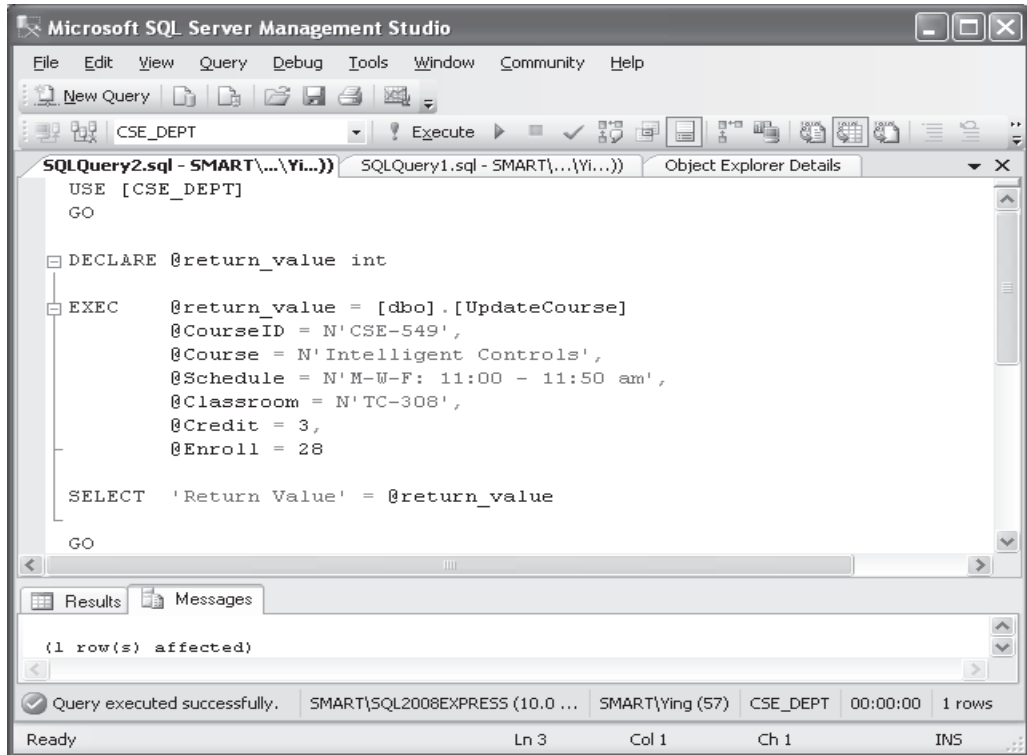 Microsoft SQL Server Management Studio
File Edit View Query Debug Tools Window Community Help
New Query
CSE_DEPT Execute
SQLQuery2.sql - SMART\...\Yi...)) SQLQuery1.sql - SMART\...\Yi...)) Object Explorer Details
USE [CSE_DEPT]
GO
DECLARE @return_value int
EXEC @return_value = [dbo].[UpdateCourse]
@CourseID = N'CSE-549',
@Course = N'Intelligent Controls',
@Schedule = N'M-W-F: 11:00 - 11:50 am',
@Classroom = N'TC-308',
@Credit = 3,
@Enroll = 28
SELECT 'Return Value' = @return_value
GO
Results Messages
(1 row(s) affected)
Query executed successfully. SMART\SQL2008EXPRESS (10.0 ... SMART\Ying (57) CSE_DEPT 00:00:00 1 rows
Ready Ln 3 Col 1 Ch 1 INS